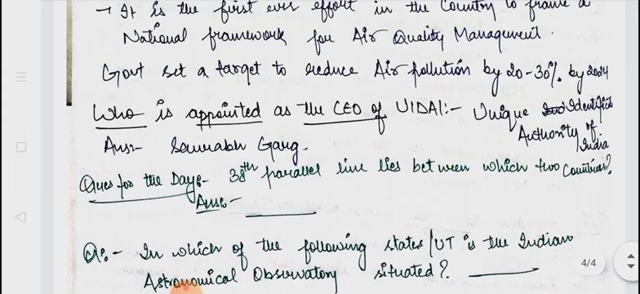 → It is the first ever effort in the Country to frame a
National framework for Air Quality Management.
Govt set a target to reduce Air pollution by 20-30% by 2024
Who is appointed as the CEO of UIDAI:- Unique Identificat
Authority of
India
Ans:- Saurabh Garg.
Ques for the Day:- 38th parallel line lies between which two Countries?
Ans:-
Q:- In which of the following states/UT is the Indian
Astronomical Observatory situated?
4/4